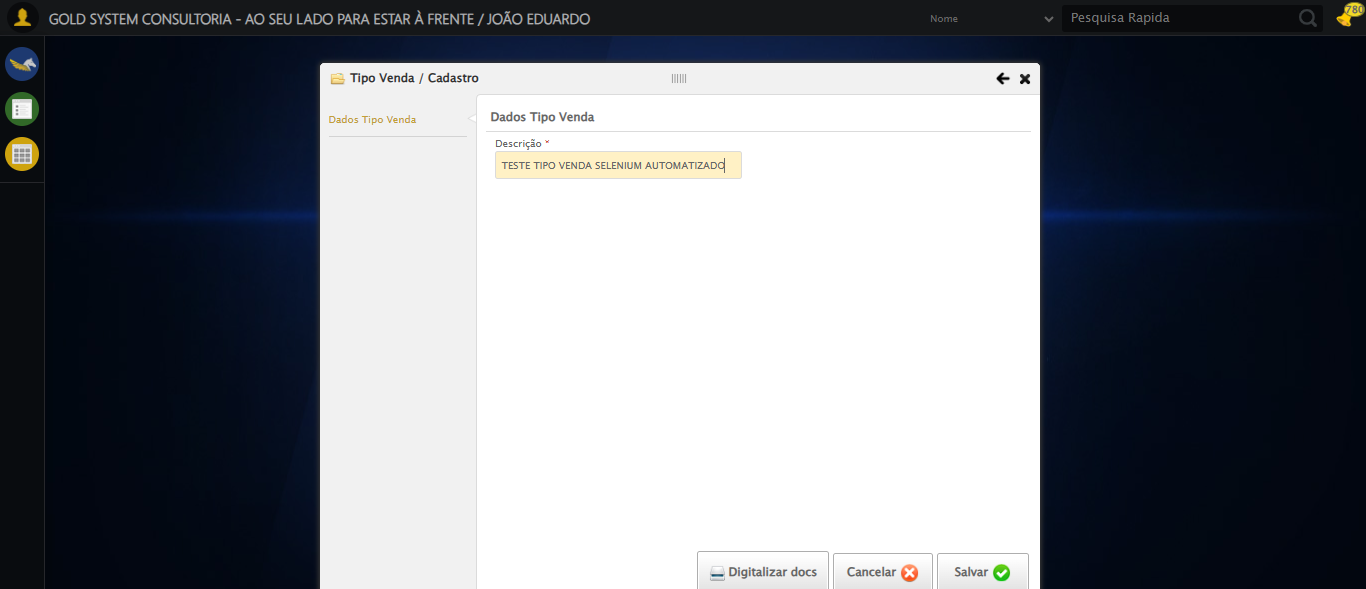 GOLD SYSTEM CONSULTORIA - AO SEU LADO PARA ESTAR À FRENTE / JOÃO EDUARDO
Nome
Pesquisa Rapida
780
Tipo Venda / Cadastro
Dados Tipo Venda
Dados Tipo Venda
Descrição *
TESTE TIPO VENDA SELENIUM AUTOMATIZADO
Digitalizar docs
Cancelar
Salvar